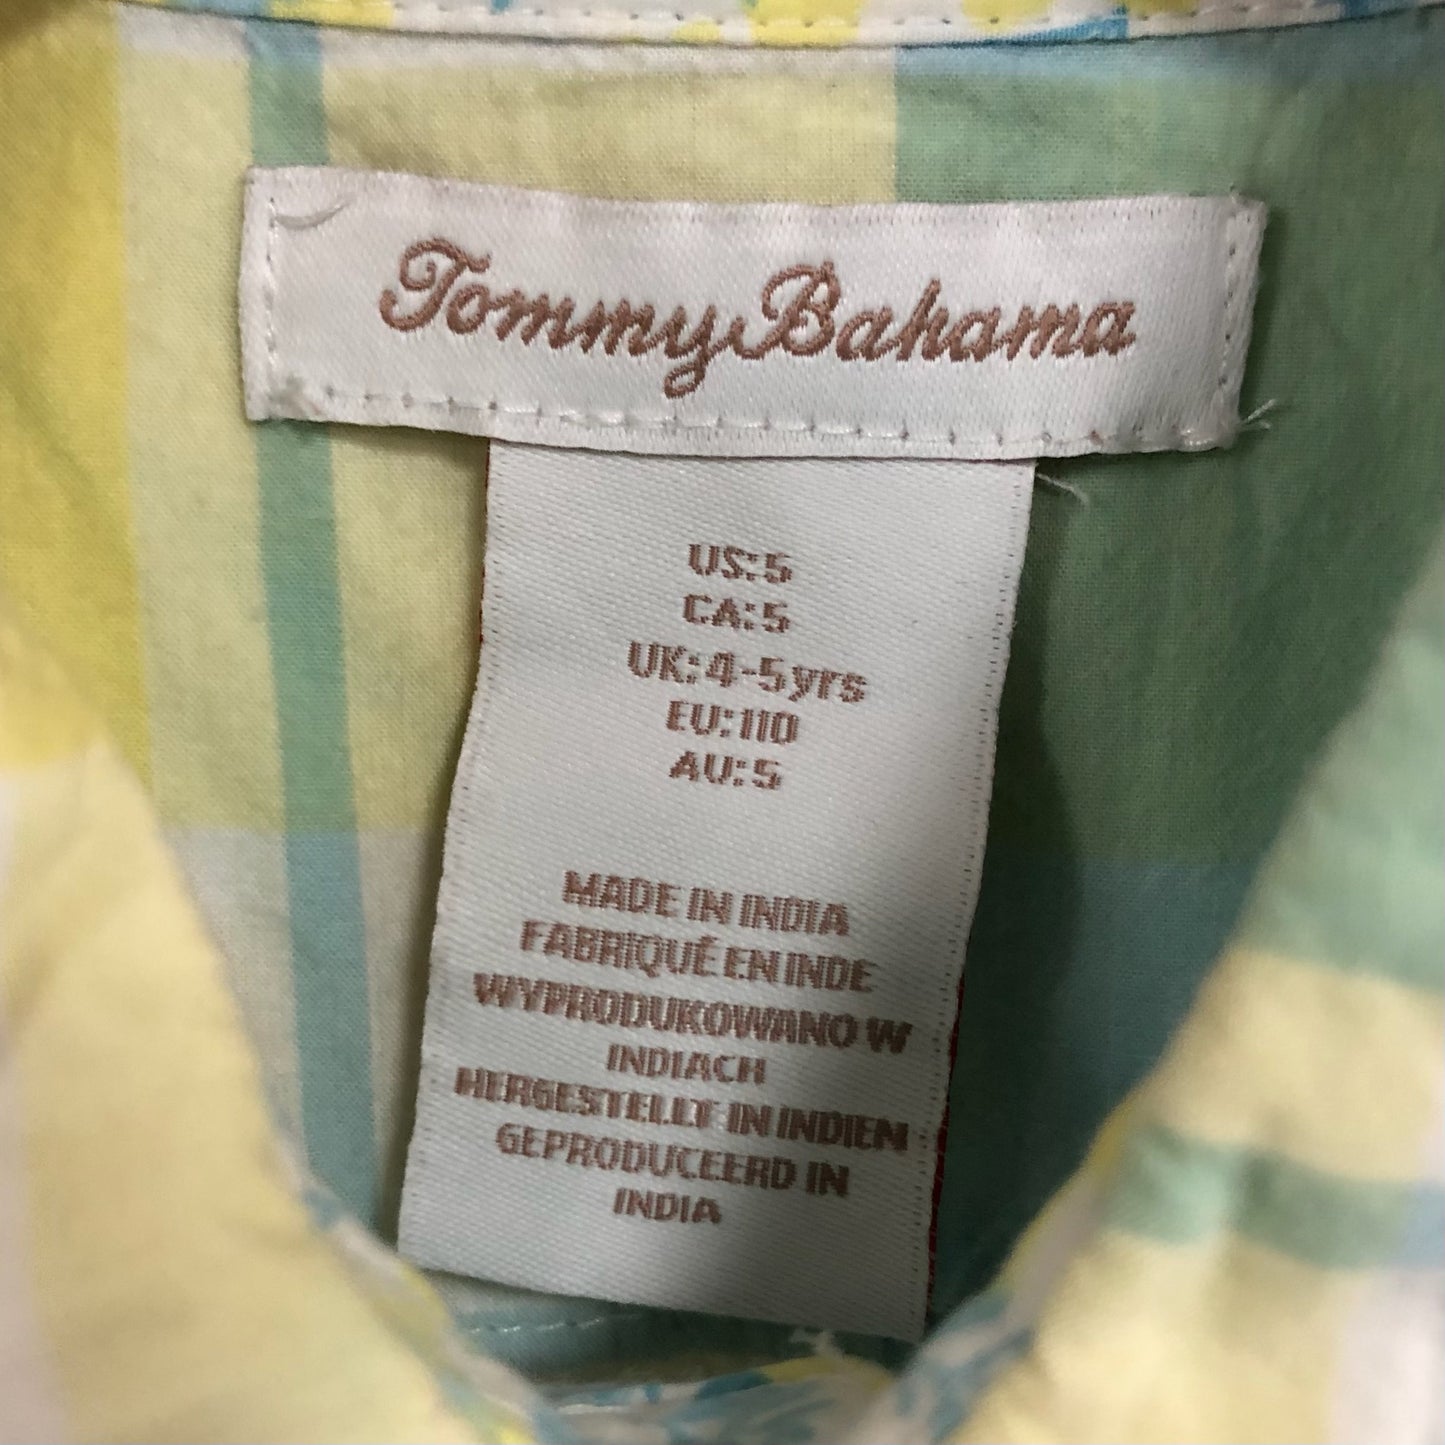 Tommy Bahama
US:5
CA:5
UK:4-5yrs
EU:110
AU:5
MADE IN INDIA
FABRIQUÉ EN INDE
WYPRODUKOWANO W
INDIACH
HERGESTELLT IN INDIEN
GEPRODUCEERD IN
INDIA